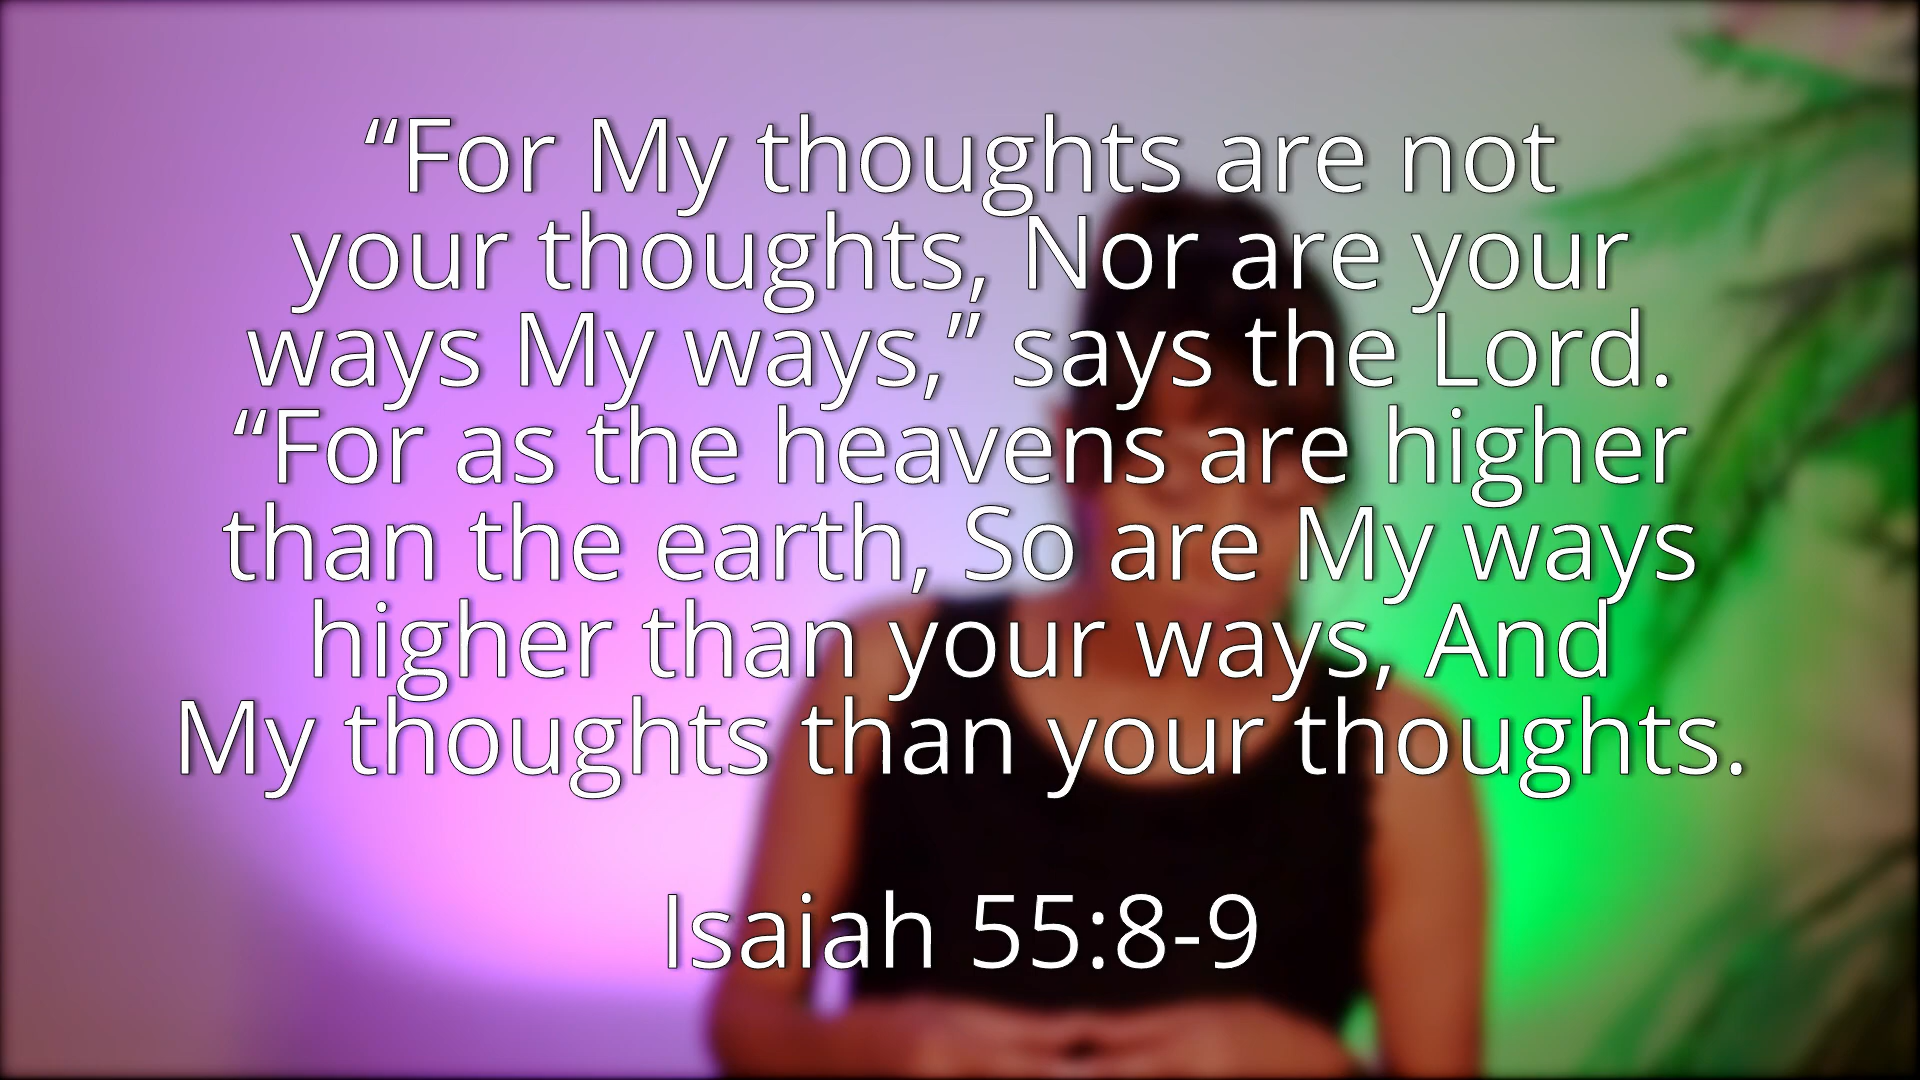 “For My thoughts are not
your thoughts, Nor are your
ways My ways,” says the Lord.
“For as the heavens are higher
than the earth, So are My ways
higher than your ways, And
My thoughts than your thoughts.
Isaiah 55:8-9